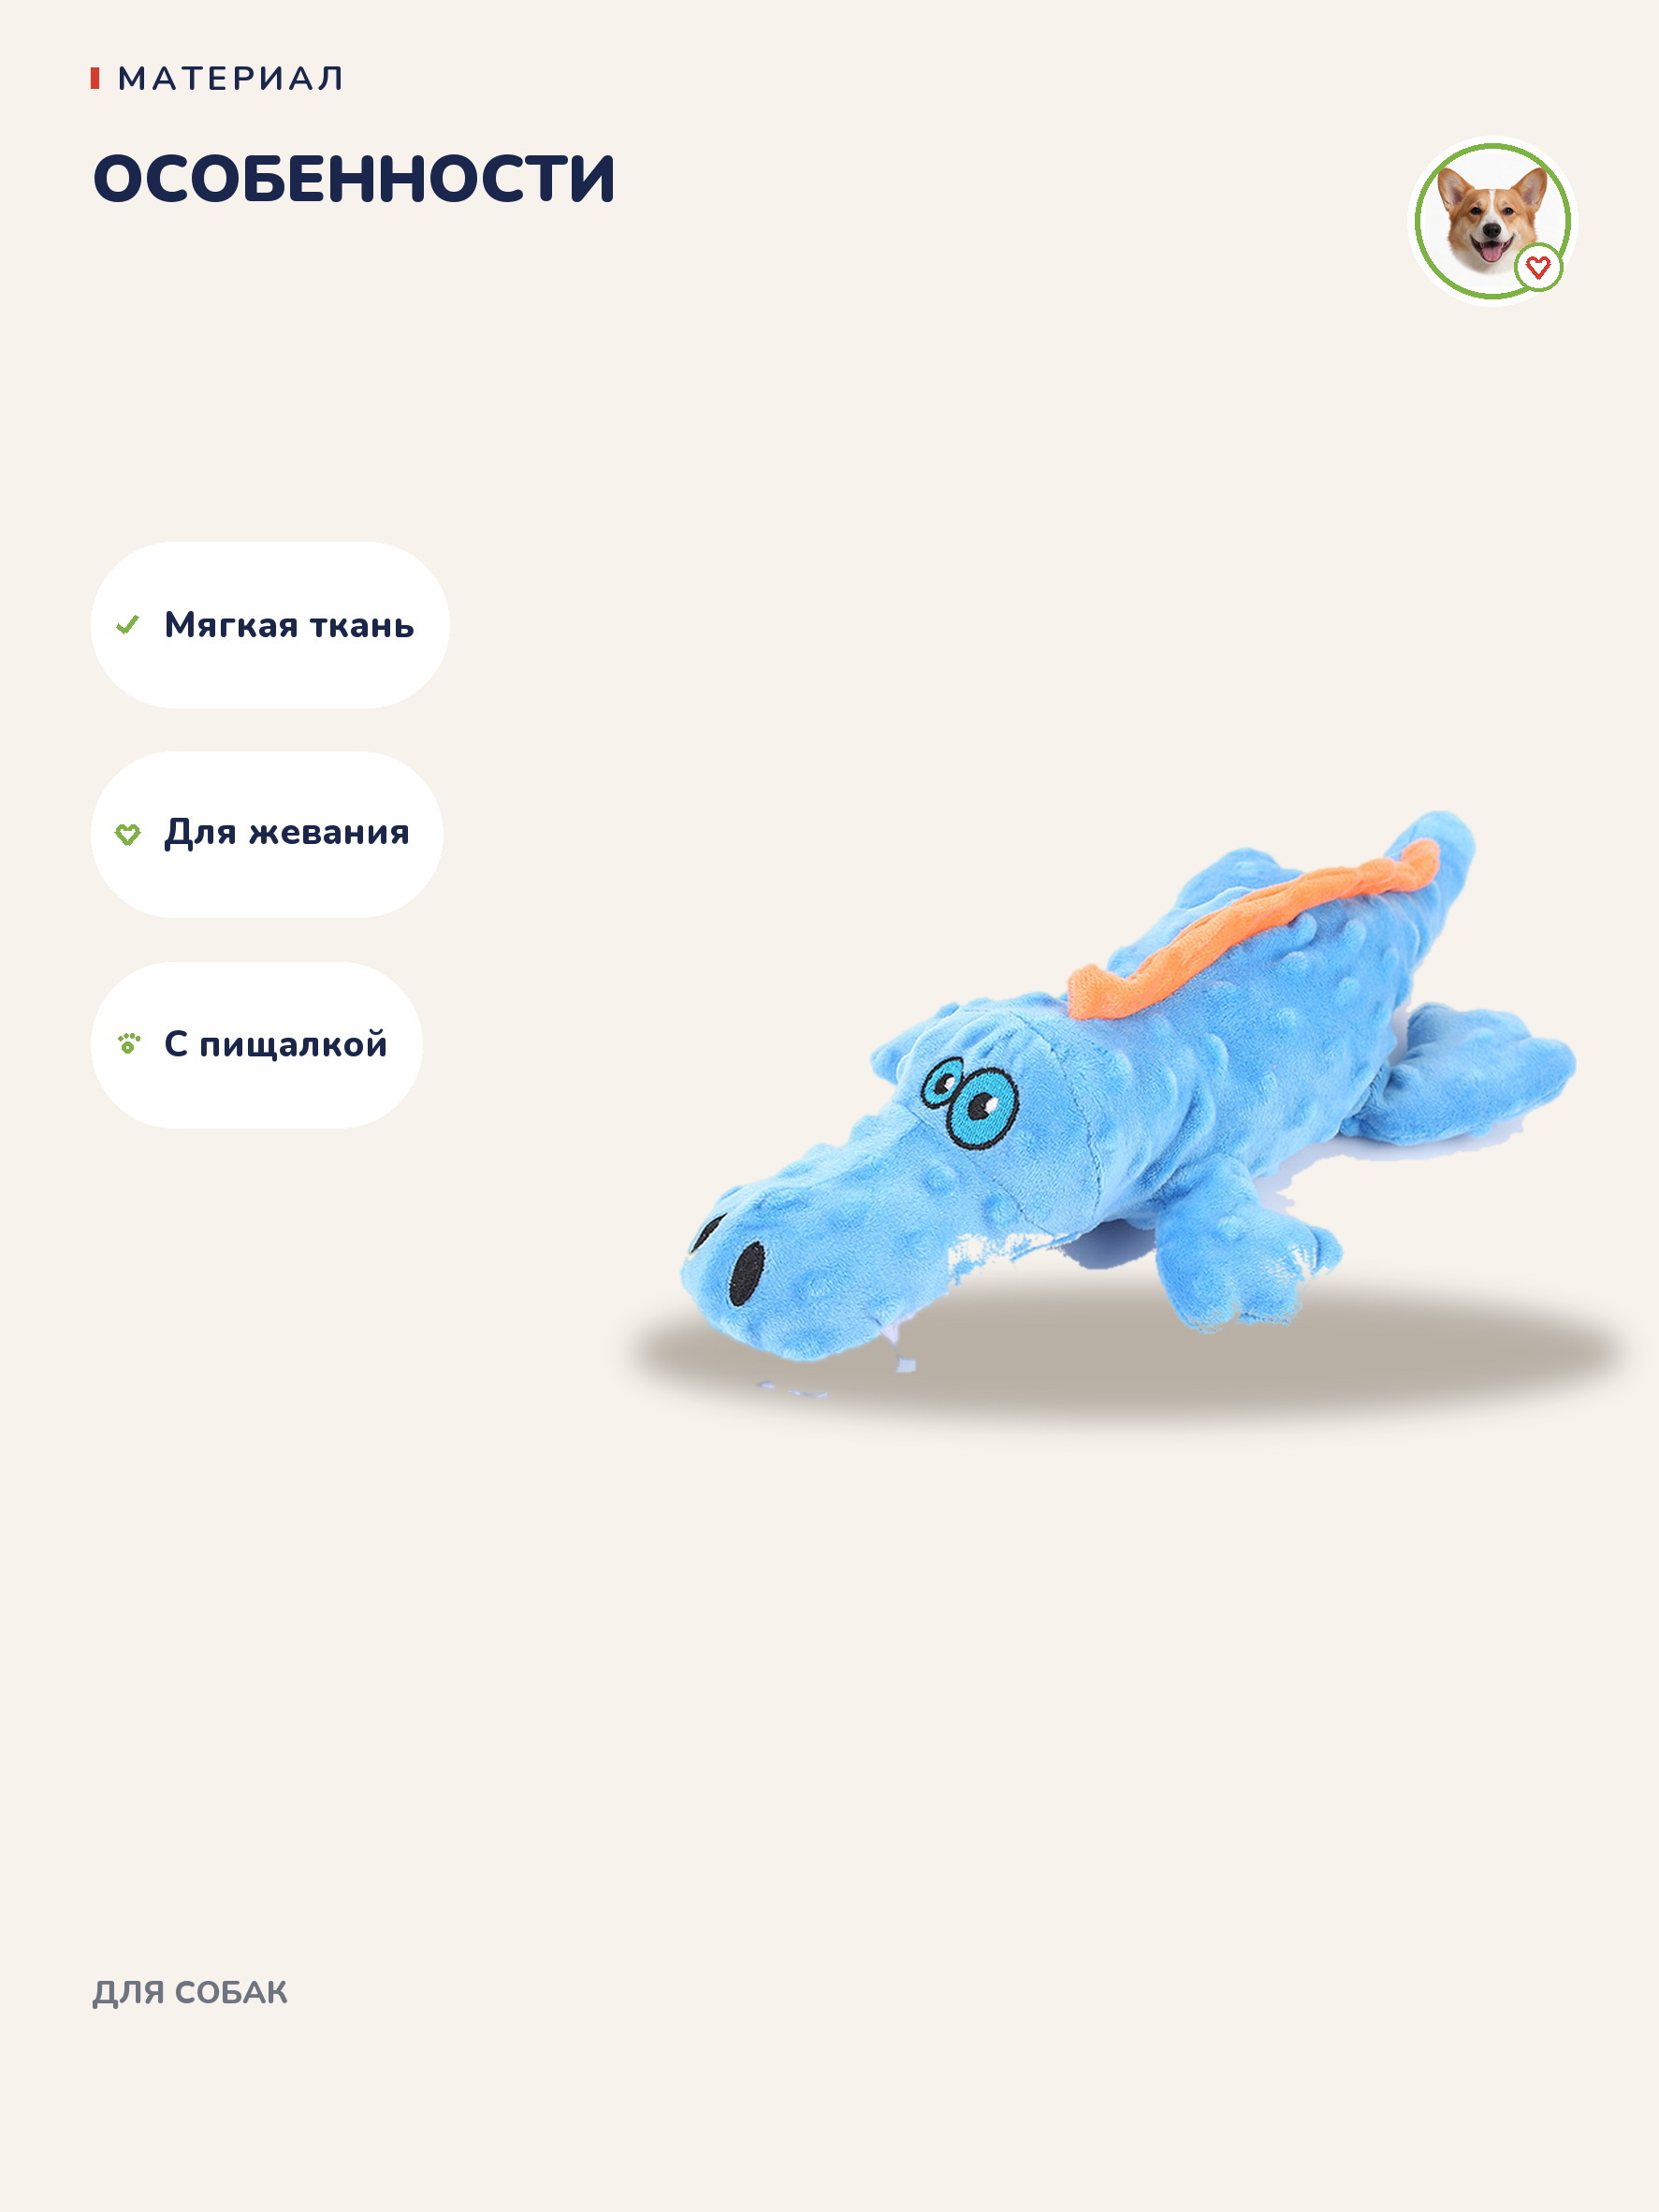 МАТЕРИАЛ
ОСОБЕННОСТИ
Мягкая ткань
Для жевания
С пищалкой
ДЛЯ СОБАК